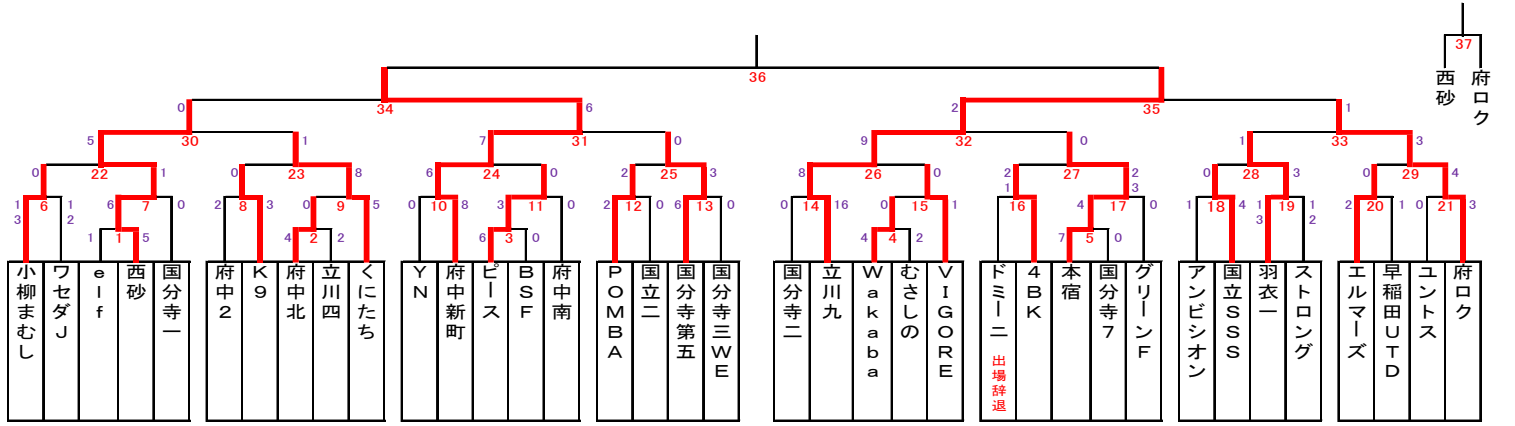 37
36
西砂
府ロク
0
34
6
2
35
1
5
30
1
7
31
0
9
32
0
1
33
3
0
22
1
0
23
8
6
24
0
2
25
3
8
26
0
2
27
2
0
28
3
0
29
4
1
3
6
1
2
6
7
0
2
8
3
0
9
5
0
10
8
3
11
0
2
12
0
6
13
0
0
14
16
0
15
1
1
16
4
17
3
0
1
18
4
1
3
19
1
2
2
20
1
0
21
3
1
1
5
4
2
2
6
3
0
4
4
2
7
5
0
小柳まむし
ワセダJ
elf
西砂
国分寺一
府中2
K9
府中北
立川四
くにたち
YN
府中新町
ピース
BSF
府中南
POMBA
国立二
国分寺第五
国分寺三WE
国分寺二
立川九
Wakaba
むさしの
VIGORE
ドミーニ 出場辞退
4BK
本宿
国分寺7
グリーンF
アンビシオン
国立SSS
羽衣一
ストロング
エルマーズ
早稲田UTD
ユントス
府ロク